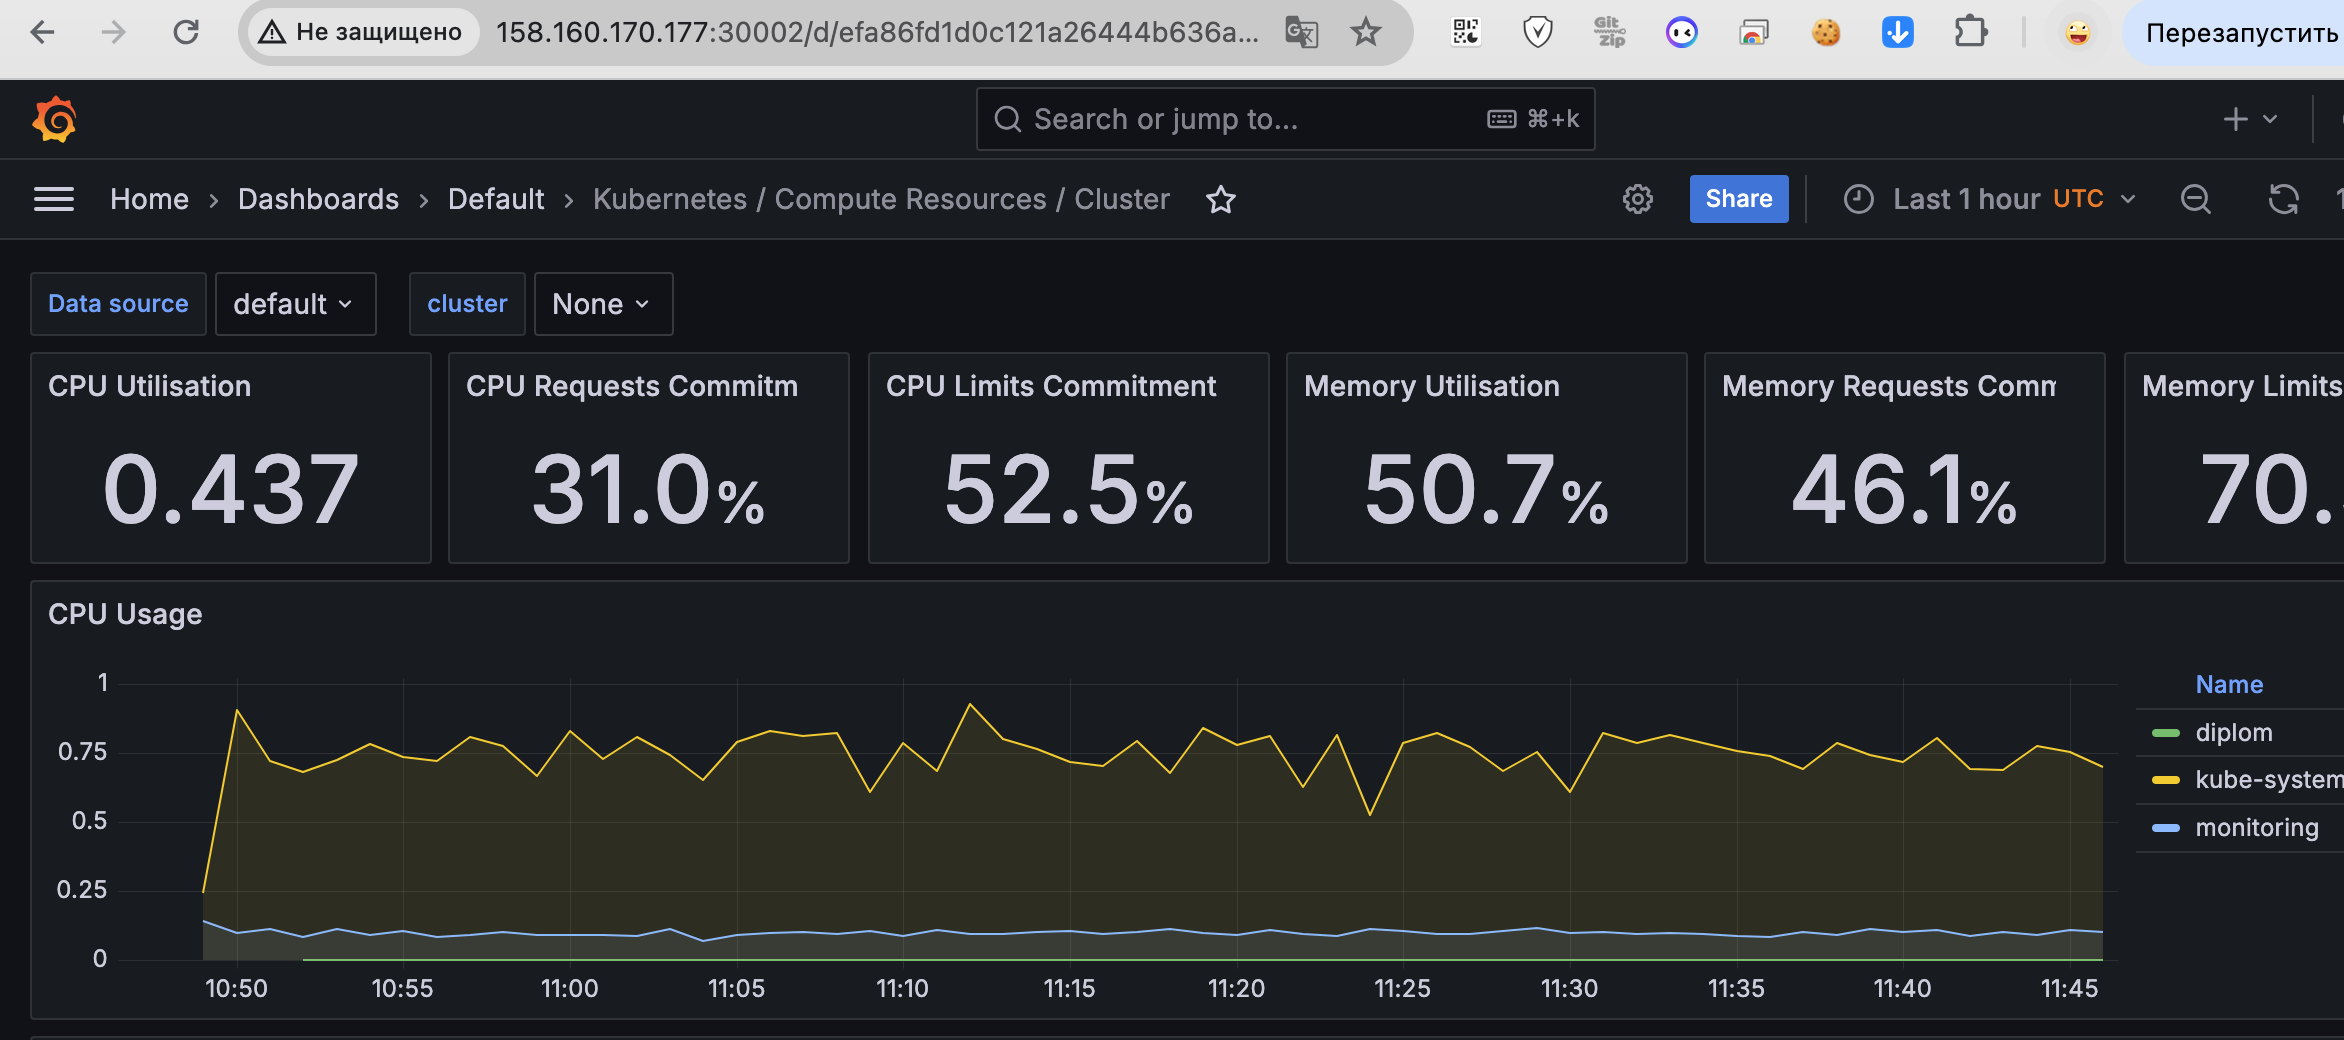 Не защищено 158.160.170.177:30002/d/efa86fd1d0c121a26444b636a... Git zip Перезапустить
Search or jump to... ⌘+k
Home › Dashboards › Default › Kubernetes / Compute Resources / Cluster Share Last 1 hour UTC
Data source default cluster None
CPU Utilisation
0.437
CPU Requests Commitm
31.0%
CPU Limits Commitment
52.5%
Memory Utilisation
50.7%
Memory Requests Comm
46.1%
Memory Limits
70.
CPU Usage
1
0.75
0.5
0.25
0
10:50 10:55 11:00 11:05 11:10 11:15 11:20 11:25 11:30 11:35 11:40 11:45
Name
diplom
kube-system
monitoring